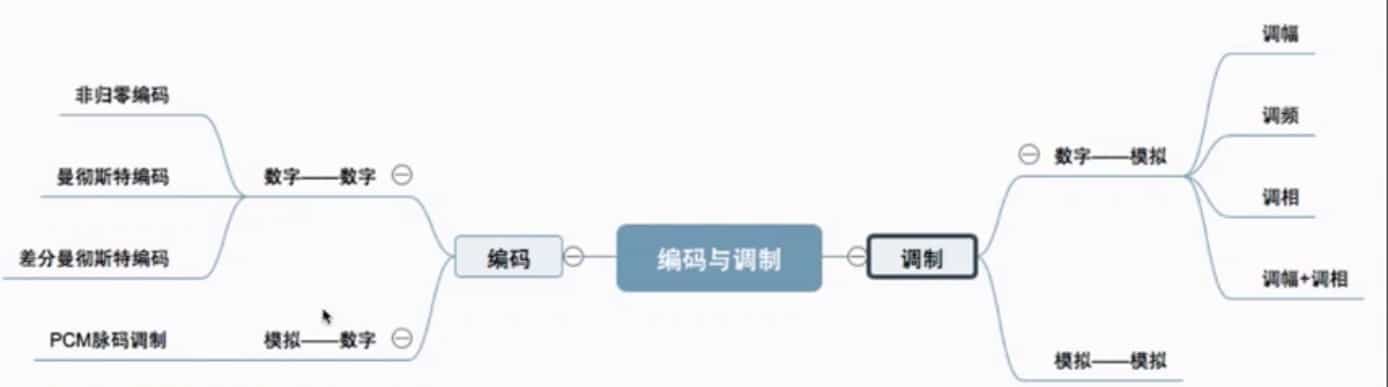 调幅
非归零编码
调频
曼彻斯特编码
数字——数字
数字——模拟
调相
差分曼彻斯特编码
编码
编码与调制
调制
调幅+调相
PCM脉码调制
模拟——数字
模拟——模拟